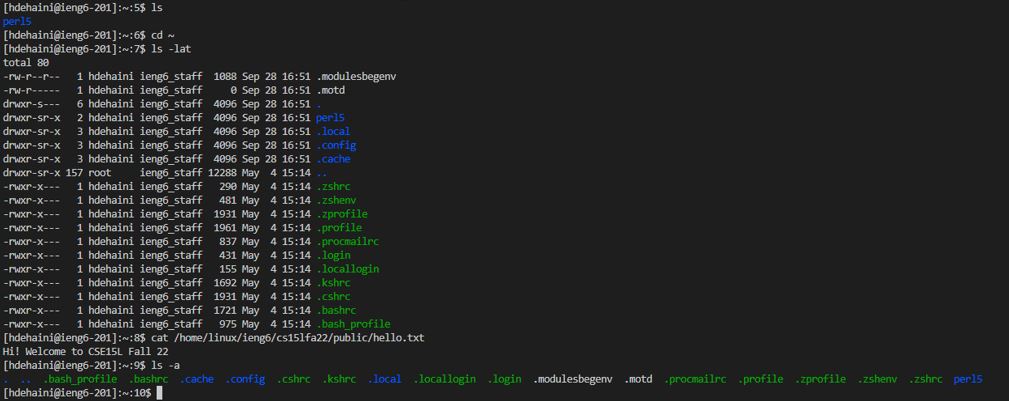 [hdehaini@ieng6-201]:~:5$ ls
perl5
[hdehaini@ieng6-201]:~:6$ cd ~
[hdehaini@ieng6-201]:~:7$ ls -lat
total 80
-rw-r--r--   1 hdehaini ieng6_staff  1088 Sep 28 16:51 .modulesbegenv
-rw-r-----   1 hdehaini ieng6_staff     0 Sep 28 16:51 .motd
drwxr-s---   6 hdehaini ieng6_staff  4096 Sep 28 16:51 .
drwxr-sr-x   2 hdehaini ieng6_staff  4096 Sep 28 16:51 perl5
drwxr-sr-x   3 hdehaini ieng6_staff  4096 Sep 28 16:51 .local
drwxr-sr-x   3 hdehaini ieng6_staff  4096 Sep 28 16:51 .config
drwxr-sr-x   3 hdehaini ieng6_staff  4096 Sep 28 16:51 .cache
drwxr-sr-x 157 root     ieng6_staff 12288 May  4 15:14 ..
-rwxr-x---   1 hdehaini ieng6_staff   290 May  4 15:14 .zshrc
-rwxr-x---   1 hdehaini ieng6_staff   481 May  4 15:14 .zshenv
-rwxr-x---   1 hdehaini ieng6_staff  1931 May  4 15:14 .zprofile
-rwxr-x---   1 hdehaini ieng6_staff  1961 May  4 15:14 .profile
-rwxr-x---   1 hdehaini ieng6_staff   837 May  4 15:14 .procmailrc
-rwxr-x---   1 hdehaini ieng6_staff   431 May  4 15:14 .login
-rwxr-x---   1 hdehaini ieng6_staff   155 May  4 15:14 .locallogin
-rwxr-x---   1 hdehaini ieng6_staff  1692 May  4 15:14 .kshrc
-rwxr-x---   1 hdehaini ieng6_staff  1931 May  4 15:14 .cshrc
-rwxr-x---   1 hdehaini ieng6_staff  1721 May  4 15:14 .bashrc
-rwxr-x---   1 hdehaini ieng6_staff   975 May  4 15:14 .bash_profile
[hdehaini@ieng6-201]:~:8$ cat /home/linux/ieng6/cs15lfa22/public/hello.txt
Hi! Welcome to CSE15L Fall 22
[hdehaini@ieng6-201]:~:9$ ls -a
.  ..  .bash_profile  .bashrc  .cache  .config  .cshrc  .kshrc  .local  .locallogin  .login  .modulesbegenv  .motd  .procmailrc  .profile  .zprofile  .zshenv  .zshrc  perl5
[hdehaini@ieng6-201]:~:10$